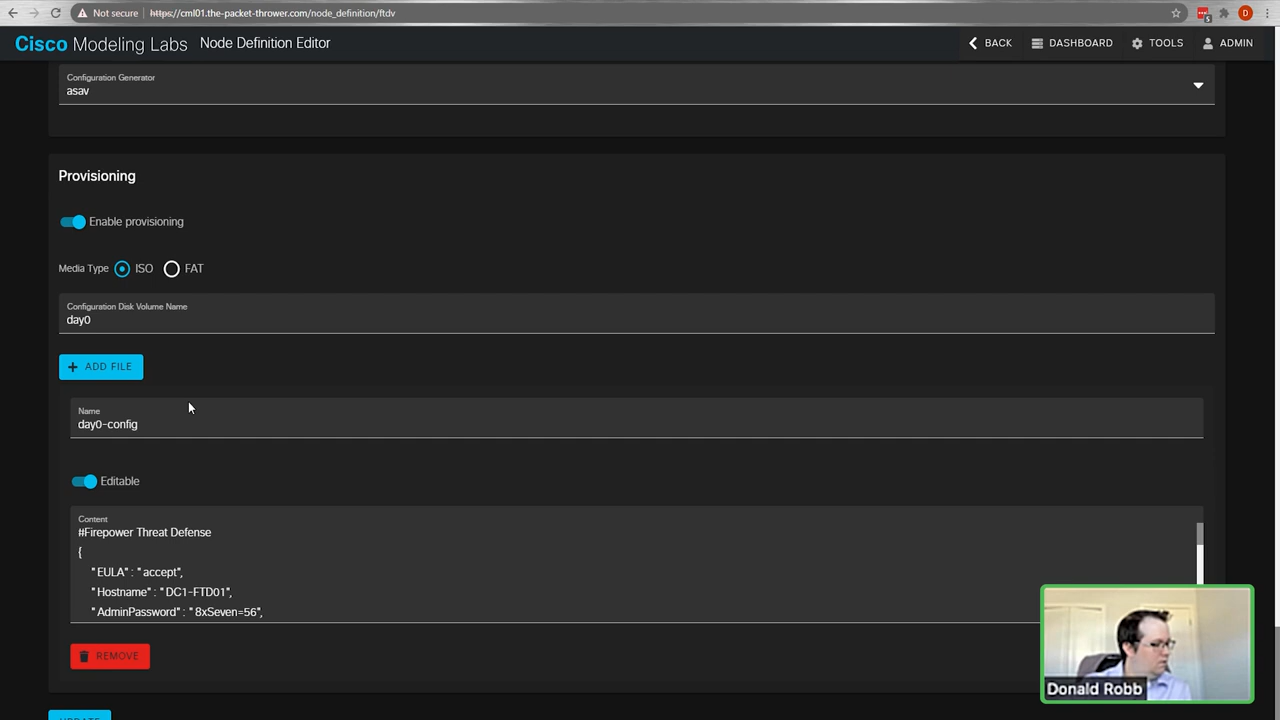 Not secure
https://cml01.the-packet-thrower.com/node_definition/ftdv
5
D
Cisco Modeling Labs Node Definition Editor
BACK
DASHBOARD
TOOLS
ADMIN
Configuration Generator
asav
Provisioning
Enable provisioning
Media Type ISO FAT
Configuration Disk Volume Name
day0
+ ADD FILE
Name
day0-config
Editable
Content
#Firepower Threat Defense
{
"EULA" : "accept",
"Hostname" : "DC1-FTD01",
"AdminPassword" : "8xSeven=56",
REMOVE
Donald Robb
UPDATE